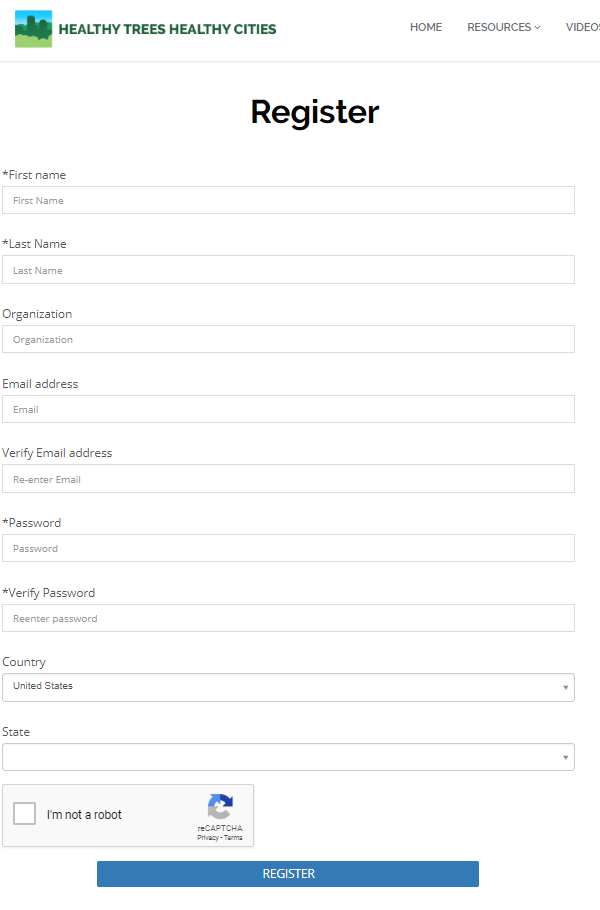 HEALTHY TREES HEALTHY CITIES
HOME
RESOURCES
VIDEOS
Register
*First name
First Name
*Last Name
Last Name
Organization
Organization
Email address
Email
Verify Email address
Re-enter Email
*Password
Password
*Verify Password
Reenter password
Country
United States
State
I'm not a robot
reCAPTCHA
Privacy - Terms
REGISTER